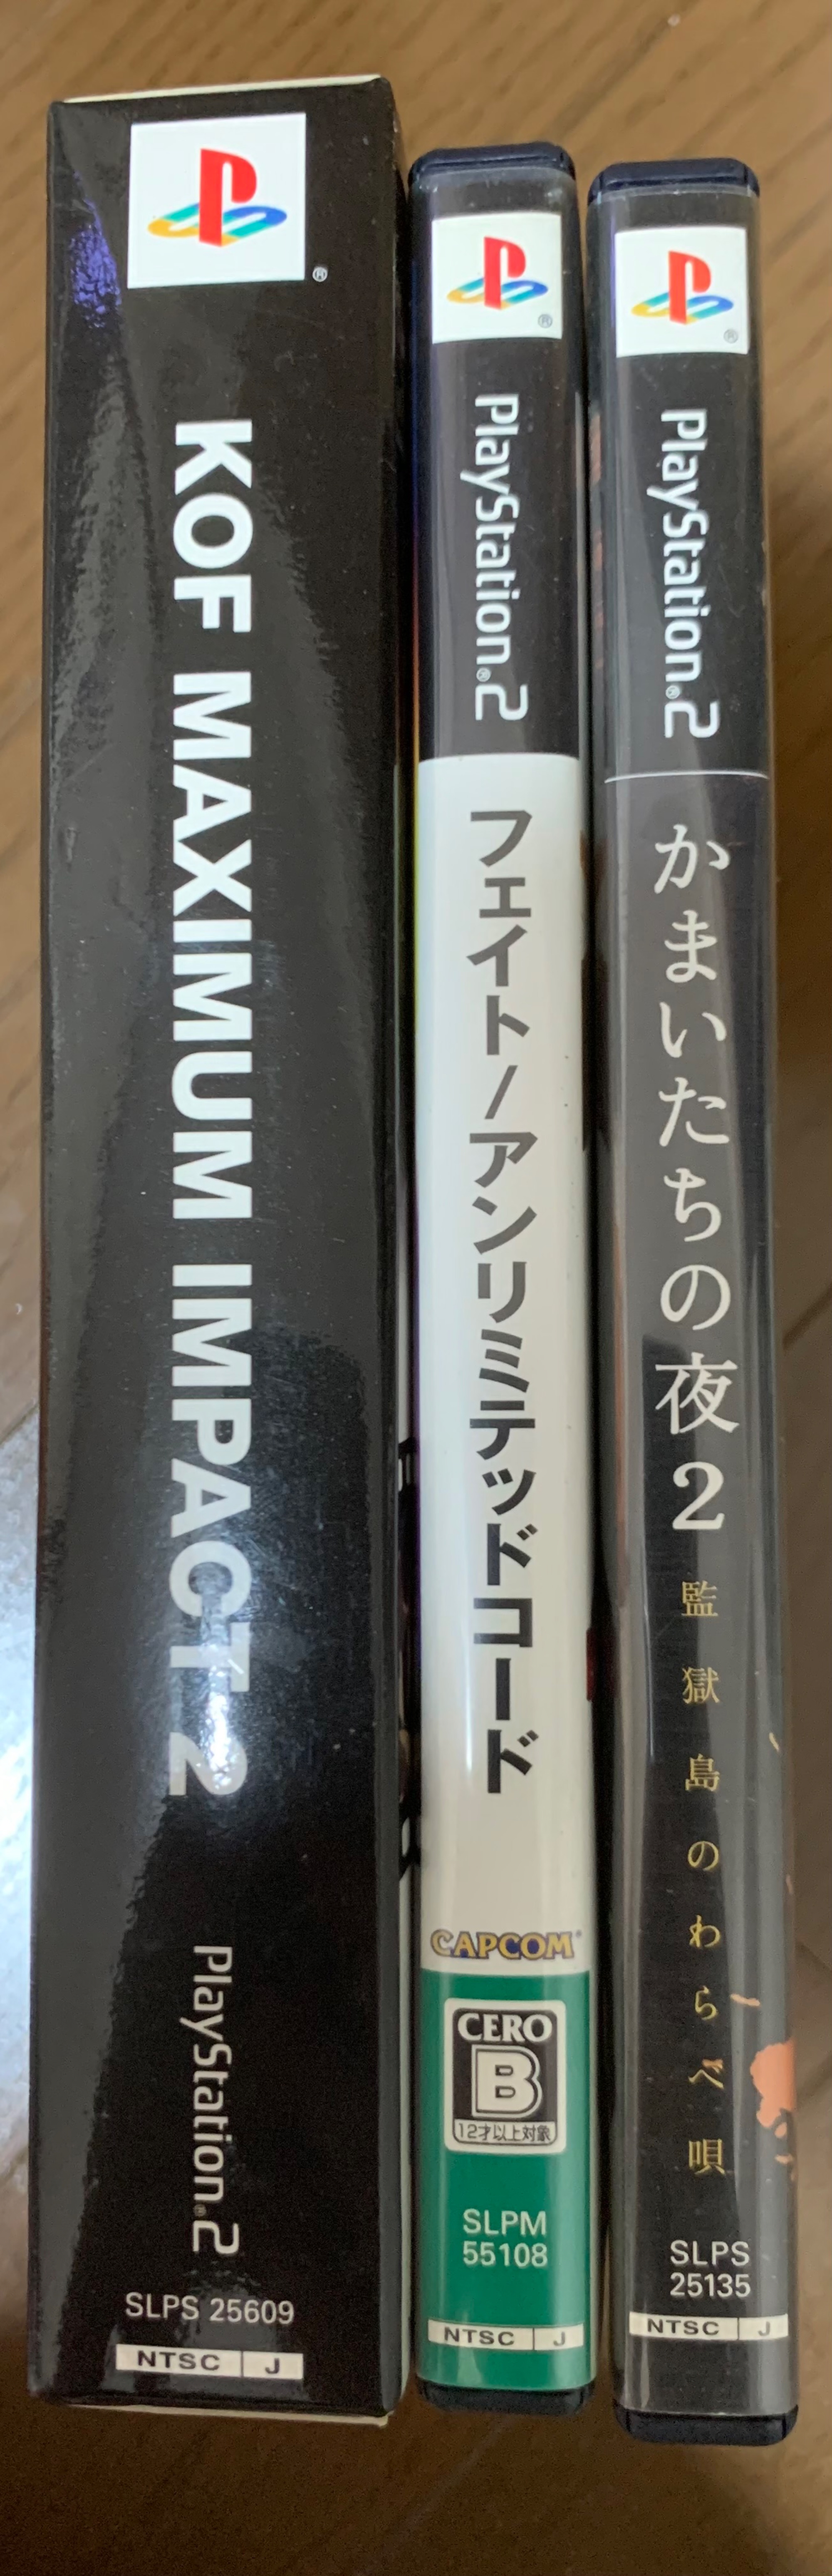 ®
KOF MAXIMUM IMPACT 2
PlayStation®2
SLPS 25609
NTSC J
®
PlayStation®2
フェイト/アンリミテッドコード
CAPCOM®
CERO
B
12才以上対象
SLPM
55108
NTSC J
®
PlayStation®2
かまいたちの夜2
監獄島のわらべ唄
SLPS
25135
NTSC J